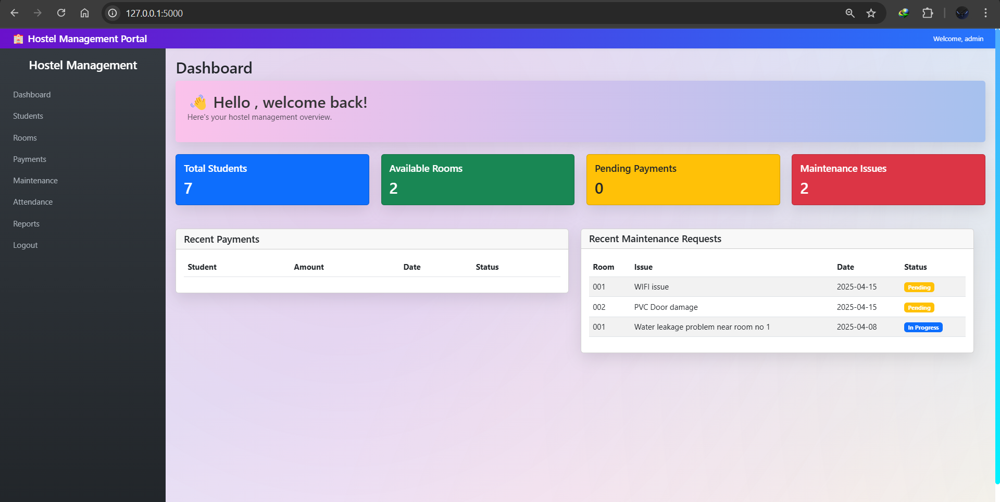 127.0.0.1:5000
Hostel Management Portal
Welcome, admin
Hostel Management
Dashboard
Students
Rooms
Payments
Maintenance
Attendance
Reports
Logout
Dashboard
👋 Hello , welcome back!
Here's your hostel management overview.
Total Students
7
Available Rooms
2
Pending Payments
0
Maintenance Issues
2
Recent Payments
Student Amount Date Status
Recent Maintenance Requests
Room Issue Date Status
001 WIFI issue 2025-04-15 Pending
002 PVC Door damage 2025-04-15 Pending
001 Water leakage problem near room no 1 2025-04-08 In Progress